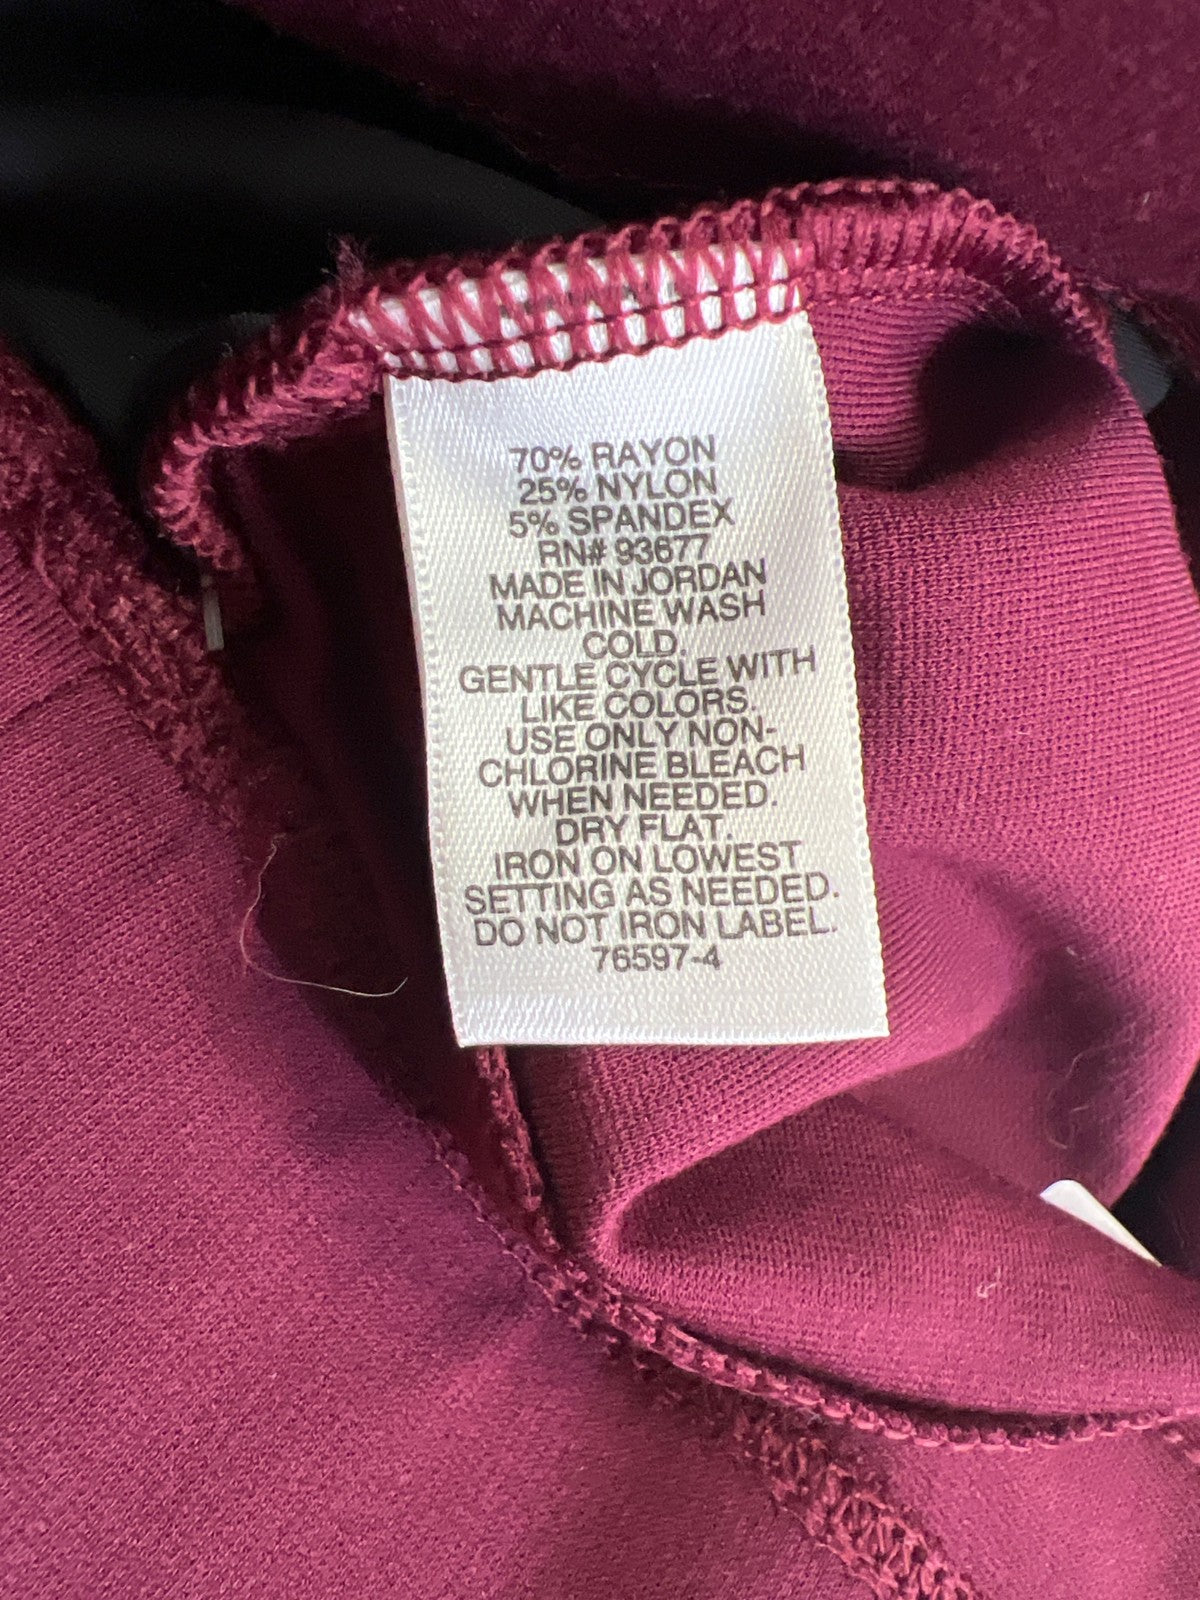 70% RAYON
25% NYLON
5% SPANDEX
RN# 93677
MADE IN JORDAN
MACHINE WASH
COLD.
GENTLE CYCLE WITH
LIKE COLORS.
USE ONLY NON-
CHLORINE BLEACH
WHEN NEEDED.
DRY FLAT.
IRON ON LOWEST
SETTING AS NEEDED.
DO NOT IRON LABEL.
76597-4